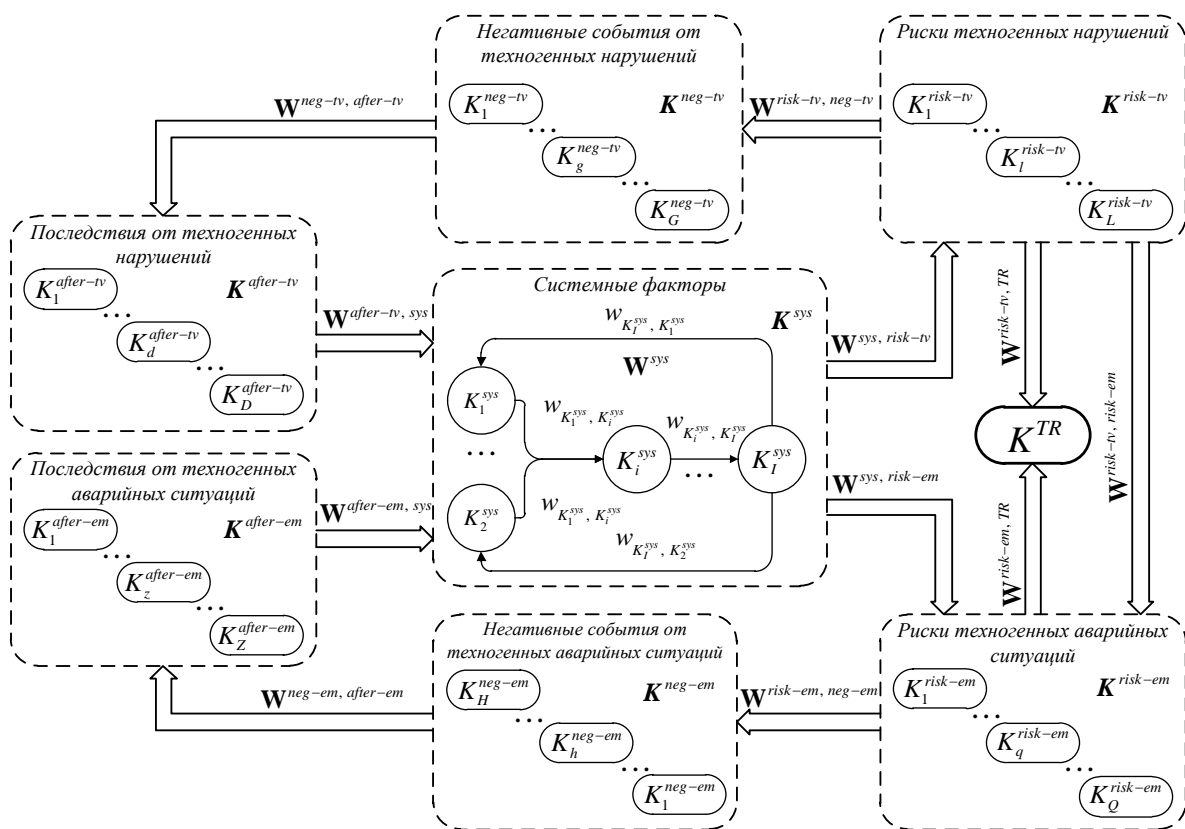 Негативные события от
техногенных нарушений
K_1^{neg−tv}
K^{neg−tv}
...
K_g^{neg−tv}
...
K_G^{neg−tv}
W^{risk−tv, neg−tv}
Риски техногенных нарушений
K_1^{risk−tv}
K^{risk−tv}
...
K_l^{risk−tv}
...
K_L^{risk−tv}
W^{neg−tv, after−tv}
Последствия от техногенных
нарушений
K_1^{after−tv}
K^{after−tv}
...
K_d^{after−tv}
...
K_D^{after−tv}
W^{after−tv, sys}
Системные факторы
w_{K_I^{sys}, K_1^{sys}}
K^{sys}
W^{sys}
K_1^{sys}
w_{K_1^{sys}, K_i^{sys}}
w_{K_i^{sys}, K_I^{sys}}
...
K_i^{sys}
...
K_I^{sys}
K_2^{sys}
w_{K_1^{sys}, K_i^{sys}}
w_{K_I^{sys}, K_2^{sys}}
W^{sys, risk−tv}
W^{sys, risk−em}
W^{risk−tv, TR}
K^{TR}
W^{risk−em, TR}
W^{risk−tv, risk−em}
Последствия от техногенных
аварийных ситуаций
K_1^{after−em}
K^{after−em}
...
K_z^{after−em}
...
K_Z^{after−em}
W^{after−em, sys}
W^{neg−em, after−em}
Негативные события от
техногенных аварийных ситуаций
K_H^{neg−em}
K^{neg−em}
...
K_h^{neg−em}
...
K_1^{neg−em}
W^{risk−em, neg−em}
Риски техногенных аварийных
ситуаций
K_1^{risk−em}
K^{risk−em}
...
K_q^{risk−em}
...
K_Q^{risk−em}